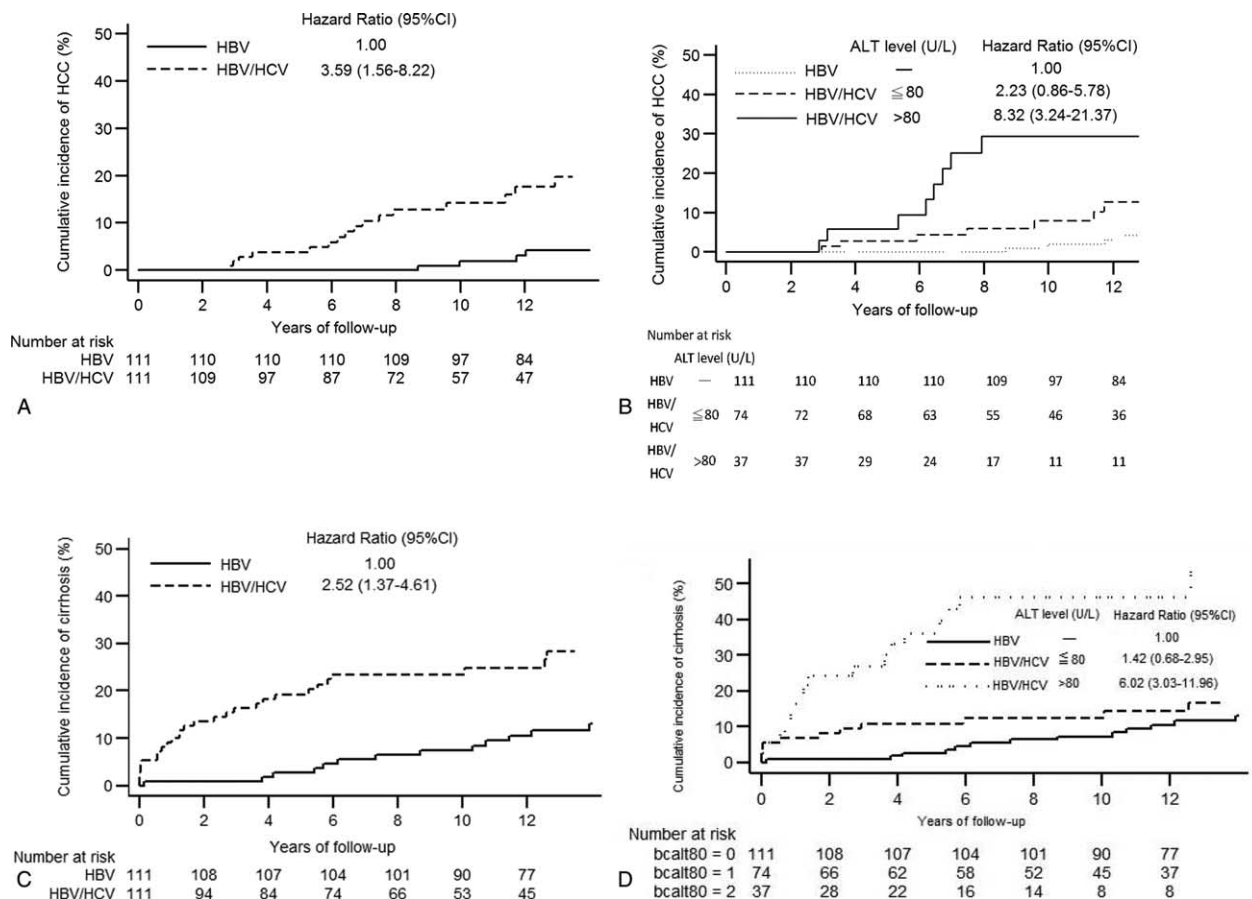 Hazard Ratio (95%CI)
HBV 1.00
HBV/HCV 3.59 (1.56-8.22)
Cumulative incidence of HCC (%)
50
40
30
20
10
0
0 2 4 6 8 10 12
Years of follow-up
Number at risk
HBV 111 110 110 110 109 97 84
HBV/HCV 111 109 97 87 72 57 47
A
ALT level (U/L) Hazard Ratio (95%CI)
HBV — 1.00
HBV/HCV ≦80 2.23 (0.86-5.78)
HBV/HCV >80 8.32 (3.24-21.37)
Cumulative incidence of HCC (%)
50
40
30
20
10
0
0 2 4 6 8 10 12
Years of follow-up
Number at risk
ALT level (U/L)
HBV — 111 110 110 110 109 97 84
HBV/
HCV ≦80 74 72 68 63 55 46 36
HBV/
HCV >80 37 37 29 24 17 11 11
B
Hazard Ratio (95%CI)
HBV 1.00
HBV/HCV 2.52 (1.37-4.61)
Cumulative incidence of cirrhosis (%)
50
40
30
20
10
0
0 2 4 6 8 10 12
Years of follow-up
Number at risk
HBV 111 108 107 104 101 90 77
HBV/HCV 111 94 84 74 66 53 45
C
ALT level (U/L) Hazard Ratio (95%CI)
HBV — 1.00
HBV/HCV ≦80 1.42 (0.68-2.95)
HBV/HCV >80 6.02 (3.03-11.96)
Cumulative incidence of cirrhosis (%)
50
40
30
20
10
0
0 2 4 6 8 10 12
Years of follow-up
Number at risk
bcalt80 = 0 111 108 107 104 101 90 77
bcalt80 = 1 74 66 62 58 52 45 37
bcalt80 = 2 37 28 22 16 14 8 8
D